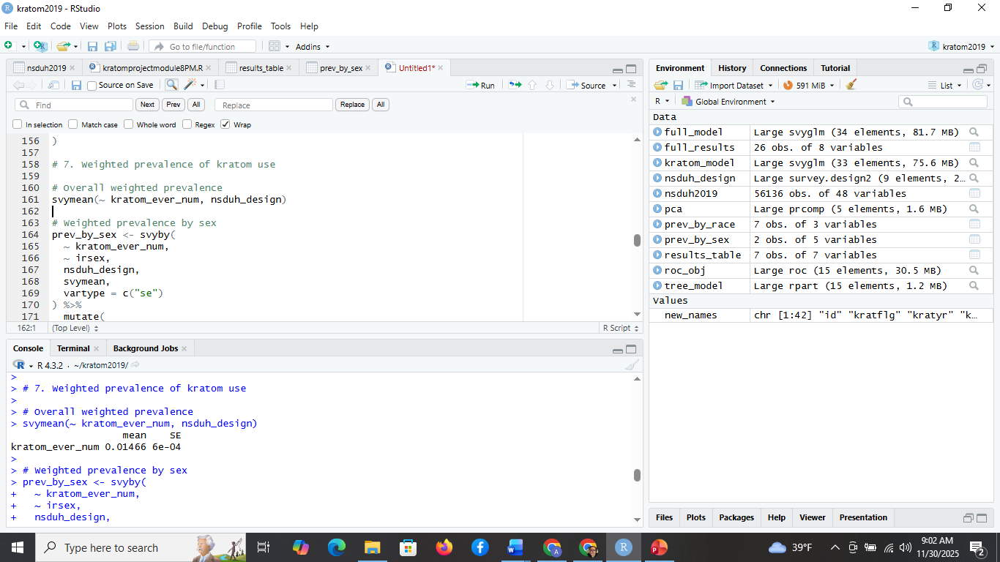 kratom2019 - RStudio
File Edit Code View Plots Session Build Debug Profile Tools Help
Go to file/function Addins kratom2019
nsduh2019 kratomprojectmodule8PM.R results_table prev_by_sex Untitled1*
Source on Save Run Source
Find Next Prev All Replace Replace All
In selection Match case Whole word Regex Wrap
156 )
157
158 # 7. Weighted prevalence of kratom use
159
160 # Overall weighted prevalence
161 svymean(~ kratom_ever_num, nsduh_design)
162
163 # Weighted prevalence by sex
164 prev_by_sex <- svyby(
165 ~ kratom_ever_num,
166 ~ irsex,
167 nsduh_design,
168 svymean,
169 vartype = c("se")
170 ) %>%
171 mutate(
162:1 (Top Level) R Script
Console Terminal Background Jobs
R 4.3.2 · ~/kratom2019/
>
> # 7. Weighted prevalence of kratom use
>
> # Overall weighted prevalence
> svymean(~ kratom_ever_num, nsduh_design)
mean SE
kratom_ever_num 0.01466 6e-04
>
> # Weighted prevalence by sex
> prev_by_sex <- svyby(
+ ~ kratom_ever_num,
+ ~ irsex,
+ nsduh_design,
Environment History Connections Tutorial
Import Dataset 591 MiB List
R Global Environment
Data
full_model Large svyglm (34 elements, 81.7 MB)
full_results 26 obs. of 8 variables
kratom_model Large svyglm (33 elements, 75.6 MB)
nsduh_design Large survey.design2 (9 elements, 2...
nsduh2019 56136 obs. of 48 variables
pca Large prcomp (5 elements, 1.6 MB)
prev_by_race 7 obs. of 3 variables
prev_by_sex 2 obs. of 5 variables
results_table 7 obs. of 7 variables
roc_obj Large roc (15 elements, 30.5 MB)
tree_model Large rpart (15 elements, 1.2 MB)
Values
new_names chr [1:42] "id" "kratflg" "kratyr" "k…
Files Plots Packages Help Viewer Presentation
Type here to search 39°F 9:02 AM
11/30/2025 2